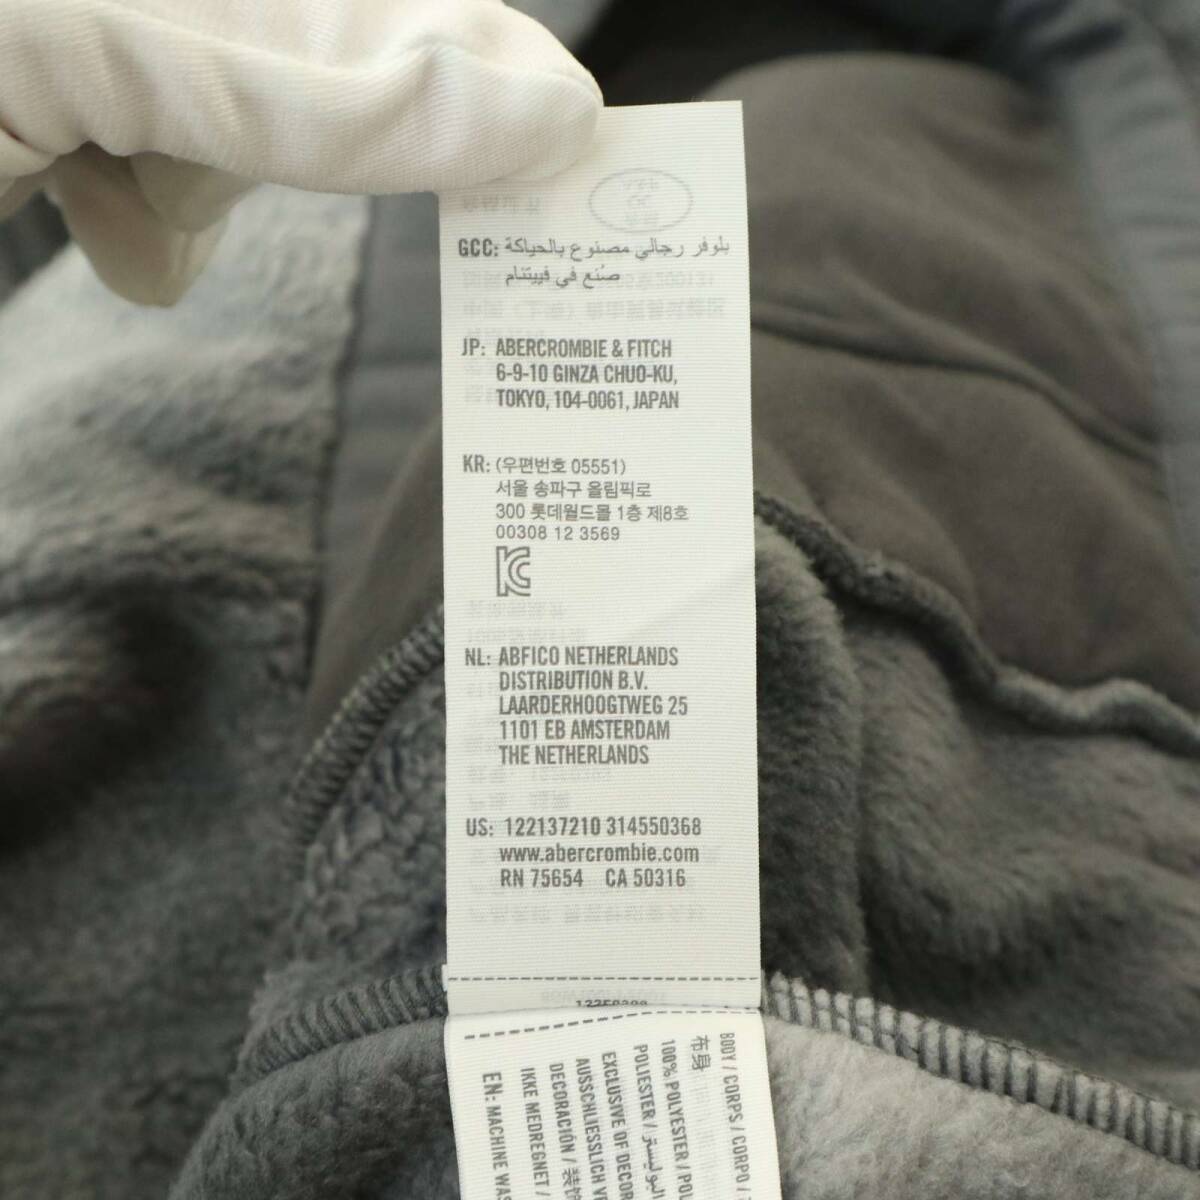 GCC: بلوفر رجالي مصنوع بالحياكة
صُنع في فييتنام
JP: ABERCROMBIE & FITCH
6-9-10 GINZA CHUO-KU,
TOKYO, 104-0061, JAPAN
KR: (우편번호 05551)
서울 송파구 올림픽로
300 롯데월드몰 1층 제8호
00308 12 3569
KC
NL: ABFICO NETHERLANDS
DISTRIBUTION B.V.
LAARDERHOOGTWEG 25
1101 EB AMSTERDAM
THE NETHERLANDS
US: 122137210 314550368
www.abercrombie.com
RN 75654 CA 50316
BODY / CORPS / CORPO /
布身
100% POLYESTER /
POLIESTER / البوليستر /
EXCLUSIVE OF
AUSSCHLIESSLICH
DECORACIÓN /
IKKE MEDREGNET /
EN: MACHINE